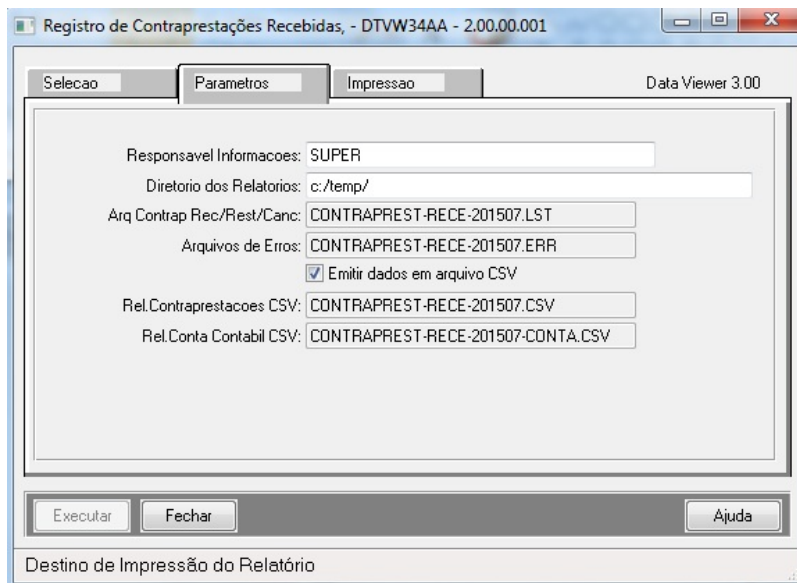 Registro de Contraprestações Recebidas, - DTVW34AA - 2.00.00.001
Selecao Parametros Impressao Data Viewer 3.00
Responsavel Informacoes: SUPER
Diretorio dos Relatorios: c:/temp/
Arq Contrap Rec/Rest/Canc: CONTRAPREST-RECE-201507.LST
Arquivos de Erros: CONTRAPREST-RECE-201507.ERR
Emitir dados em arquivo CSV
Rel.Contraprestacoes CSV: CONTRAPREST-RECE-201507.CSV
Rel.Conta Contabil CSV: CONTRAPREST-RECE-201507-CONTA.CSV
Executar Fechar Ajuda
Destino de Impressão do Relatório